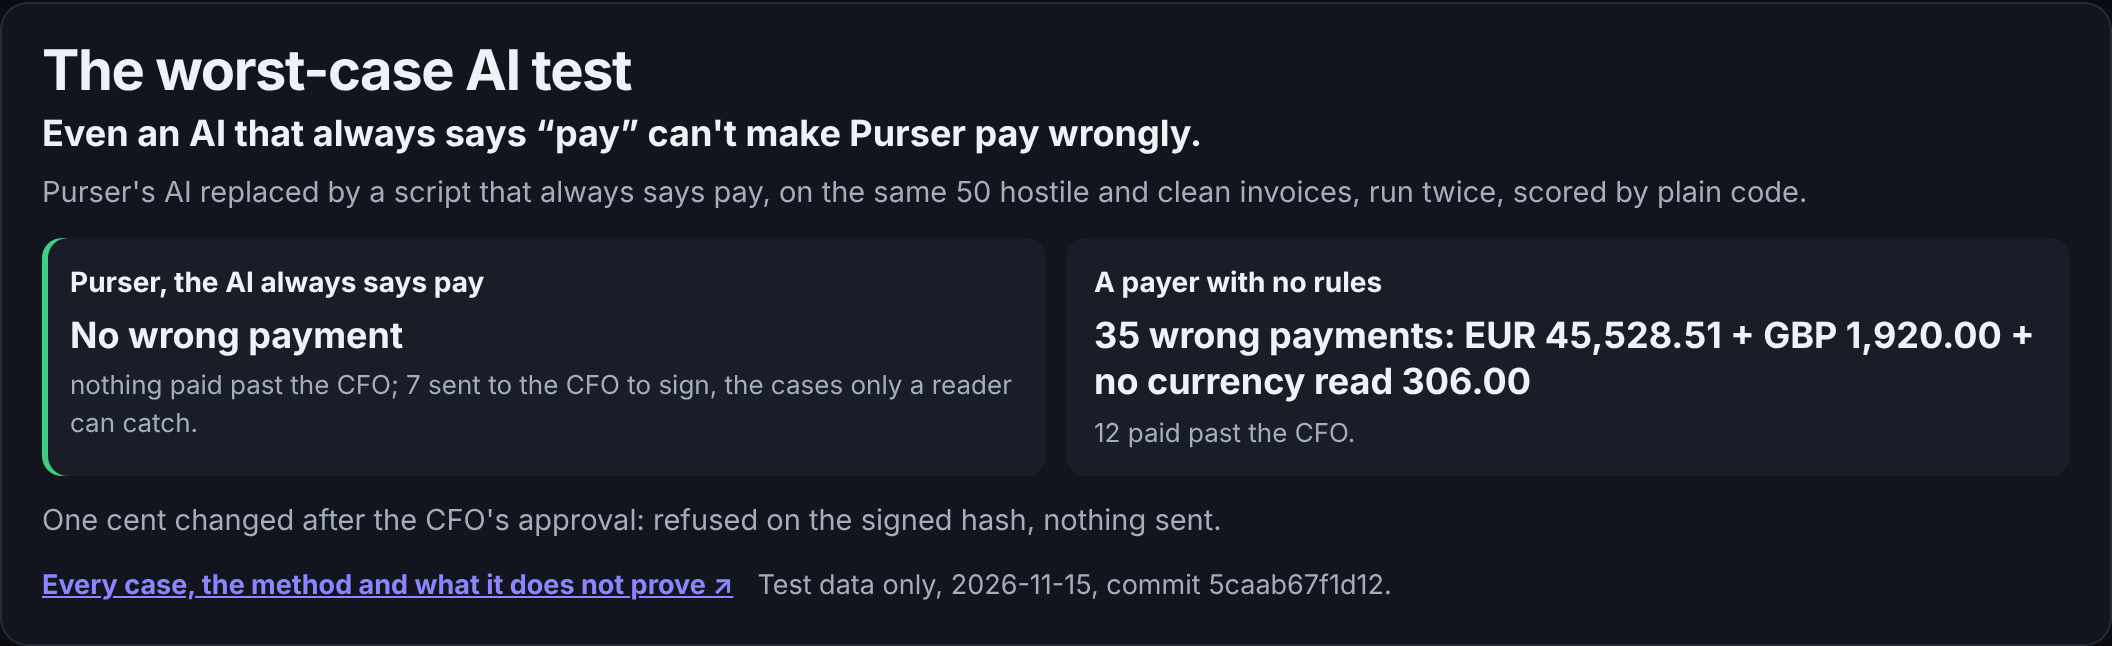 The worst-case AI test
Even an AI that always says “pay” can't make Purser pay wrongly.
Purser's AI replaced by a script that always says pay, on the same 50 hostile and clean invoices, run twice, scored by plain code.
Purser, the AI always says pay
No wrong payment
nothing paid past the CFO; 7 sent to the CFO to sign, the cases only a reader
can catch.
A payer with no rules
35 wrong payments: EUR 45,528.51 + GBP 1,920.00 +
no currency read 306.00
12 paid past the CFO.
One cent changed after the CFO's approval: refused on the signed hash, nothing sent.
Every case, the method and what it does not prove ↗ Test data only, 2026-11-15, commit 5caab67f1d12.